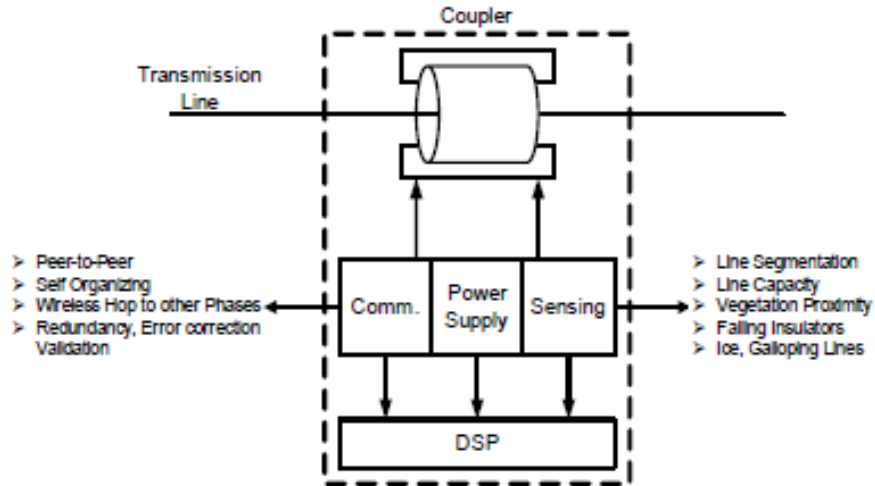 Coupler
Transmission
Line
➢ Peer-to-Peer
➢ Self Organizing
➢ Wireless Hop to other Phases
➢ Redundancy, Error correction
Validation
Comm.
Power
Supply
Sensing
➢ Line Segmentation
➢ Line Capacity
➢ Vegetation Proximity
➢ Failing Insulators
➢ Ice, Galloping Lines
DSP